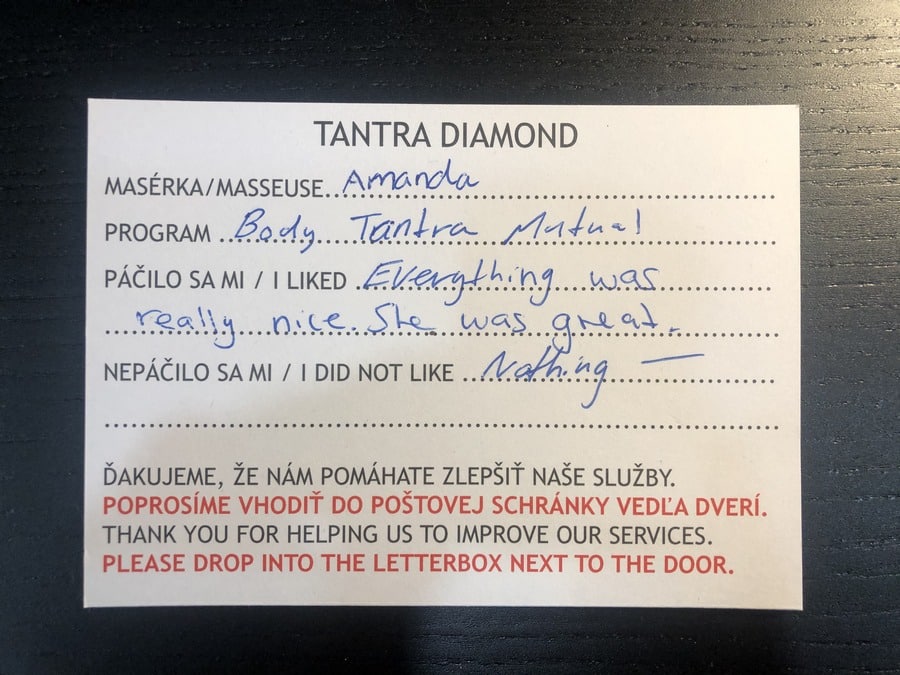 TANTRA DIAMOND
MASÉRKA/MASSEUSE Amanda
PROGRAM Body Tantra Mutual
PÁČILO SA MI / I LIKED Everything was
really nice. She was great.
NEPÁČILO SA MI / I DID NOT LIKE Nothing —
ĎAKUJEME, ŽE NÁM POMÁHATE ZLEPŠIŤ NAŠE SLUŽBY.
POPROSÍME VHODIŤ DO POŠTOVEJ SCHRÁNKY VEDĽA DVERÍ.
THANK YOU FOR HELPING US TO IMPROVE OUR SERVICES.
PLEASE DROP INTO THE LETTERBOX NEXT TO THE DOOR.